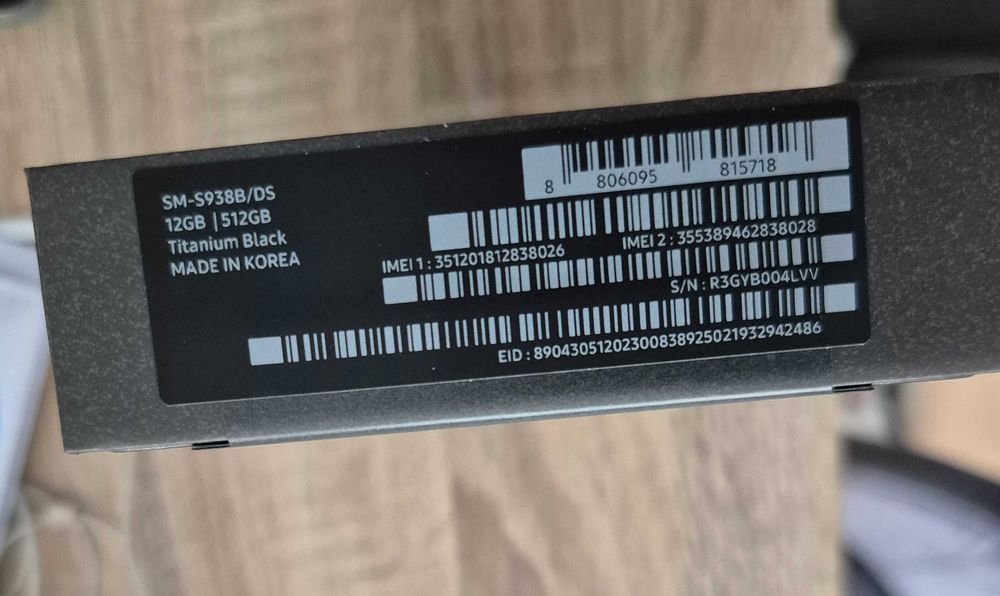 SM-S938B/DS
12GB | 512GB
Titanium Black
MADE IN KOREA
8 806095 815718
IMEI 1 : 351201812838026
IMEI 2 : 355389462838028
S/N : R3GYB004LVV
EID : 89043051202300838925021932942486